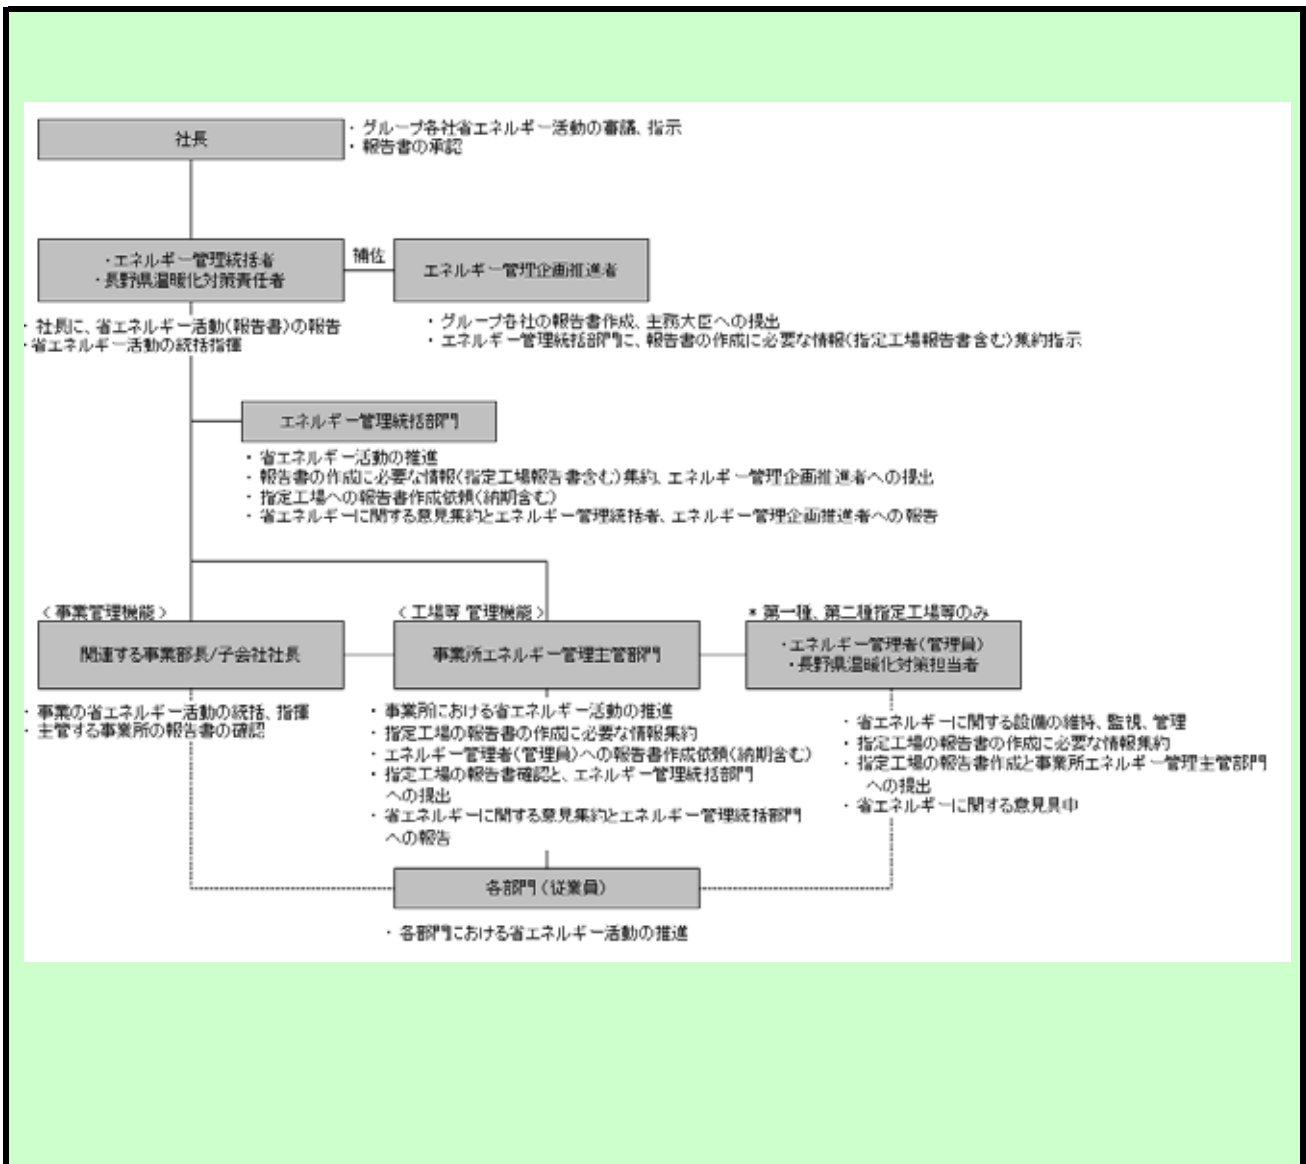 社長
・ グループ各社省エネルギー活動の審議、指示
・ 報告書の承認
・エネルギー管理統括者
・長野県温暖化対策責任者
補佐
エネルギー管理企画推進者
・ 社長に、省エネルギー活動(報告書)の報告
・省エネルギー活動の統括指揮
・ グループ各社の報告書作成、主務大臣への提出
・ エネルギー管理統括部門に、報告書の作成に必要な情報(指定工場報告書含む)集約指示
エネルギー管理統括部門
・ 省エネルギー活動の推進
・ 報告書の作成に必要な情報(指定工場報告書含む)集約、エネルギー管理企画推進者への提出
・ 指定工場への報告書作成依頼(納期含む)
・ 省エネルギーに関する意見集約とエネルギー管理統括者、エネルギー管理企画推進者への報告
<事業管理機能>
関連する事業部長/子会社社長
・ 事業の省エネルギー活動の統括、指揮
・ 主管する事業所の報告書の確認
<工場等 管理機能>
事業所エネルギー管理主管部門
・ 事業所における省エネルギー活動の推進
・ 指定工場の報告書の作成に必要な情報集約
・ エネルギー管理者(管理員)への報告書作成依頼(納期含む)
・ 指定工場の報告書確認と、エネルギー管理統括部門
への提出
・ 省エネルギーに関する意見集約とエネルギー管理統括部門
への報告
* 第一種、第二種指定工場等のみ
・エネルギー管理者(管理員)
・長野県温暖化対策担当者
・ 省エネルギーに関する設備の維持、監視、管理
・ 指定工場の報告書の作成に必要な情報集約
・ 指定工場の報告書作成と事業所エネルギー管理主管部門
への提出
・ 省エネルギーに関する意見具申
各部門(従業員)
・ 各部門における省エネルギー活動の推進